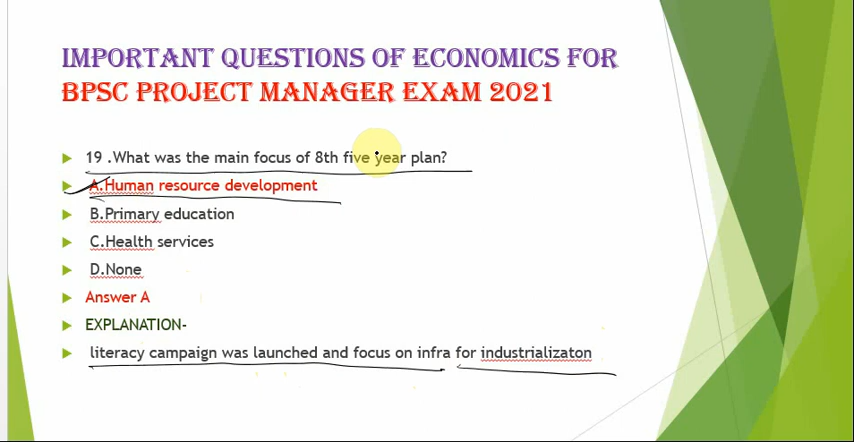 IMPORTANT QUESTIONS OF ECONOMICS FOR
BPSC PROJECT MANAGER EXAM 2021
19 .What was the main focus of 8th five year plan?
A.Human resource development
B.Primary education
C.Health services
D.None
Answer A
EXPLANATION-
literacy campaign was launched and focus on infra for industrializaton